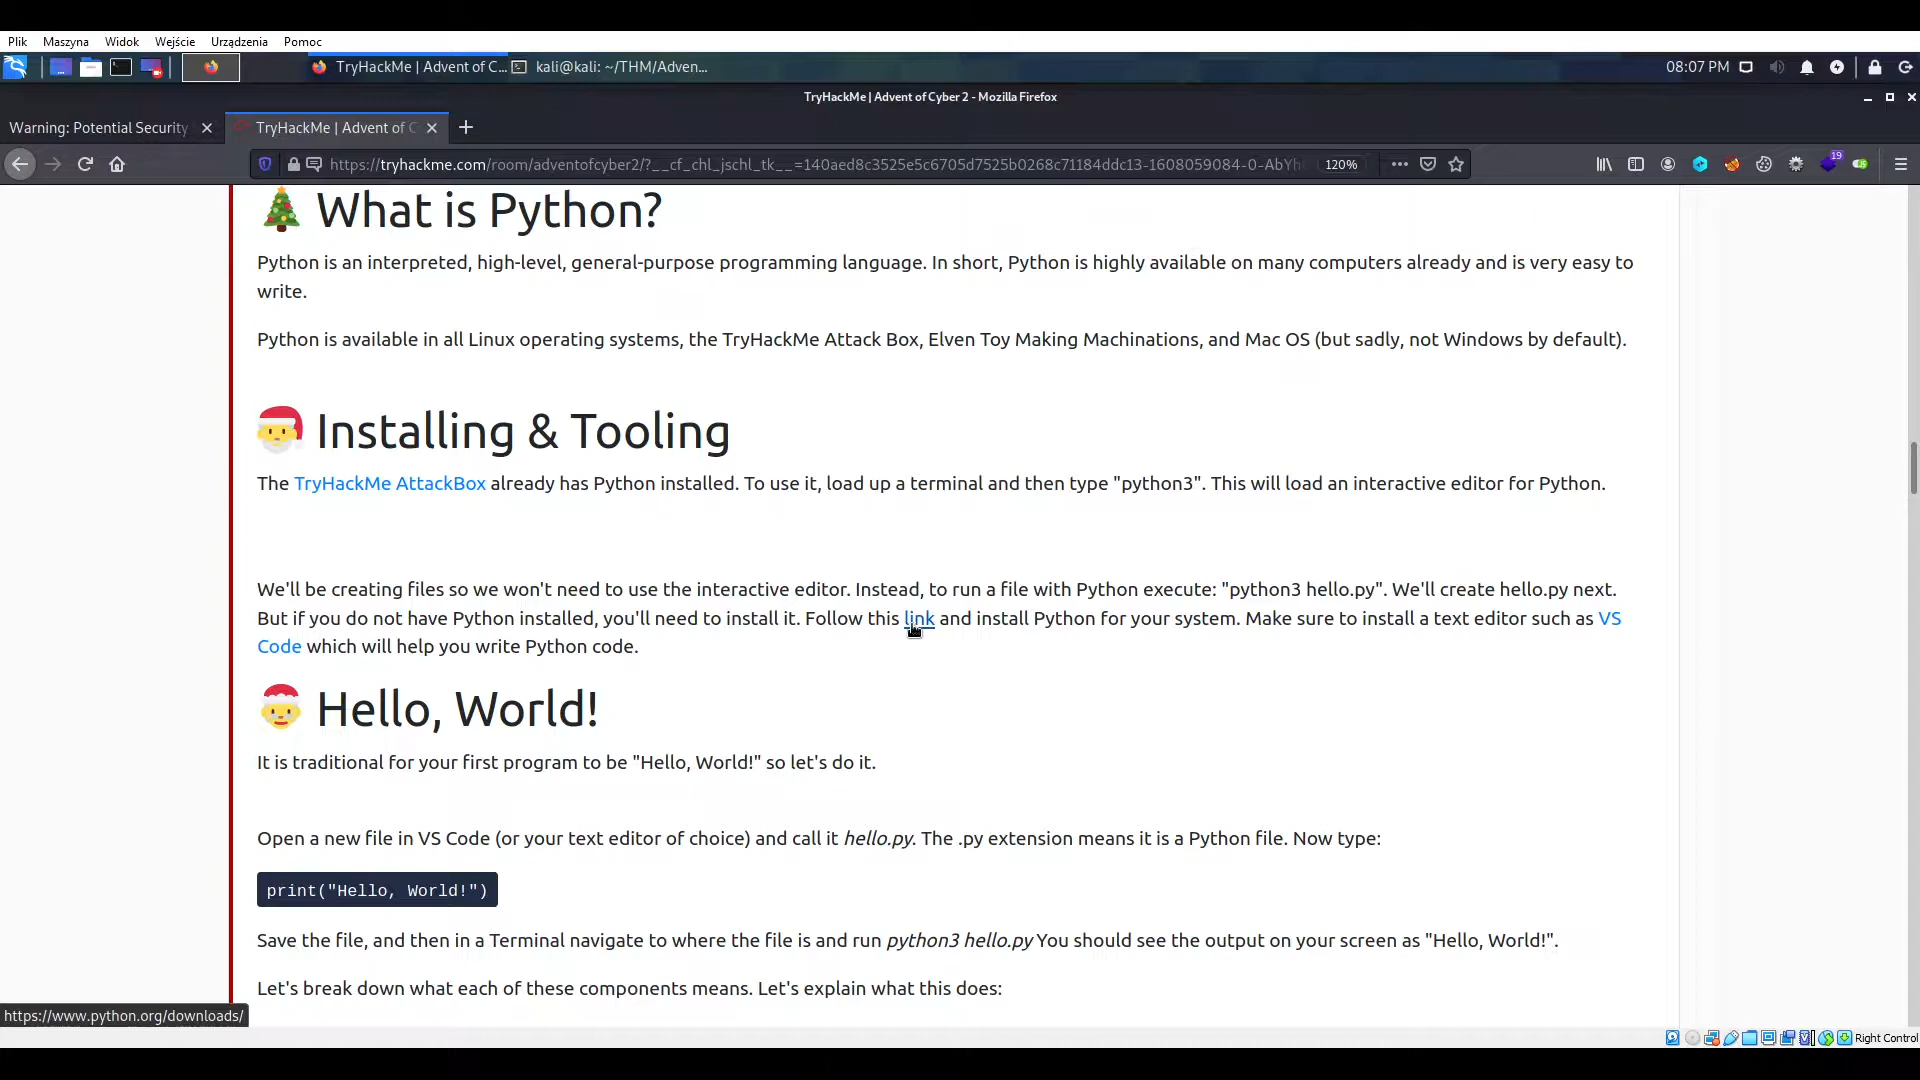 Plik Maszyna Widok Wejście Urządzenia Pomoc
TryHackMe | Advent of C... kali@kali: ~/THM/Adven... 08:07 PM
TryHackMe | Advent of Cyber 2 - Mozilla Firefox
Warning: Potential Security TryHackMe | Advent of C
https://tryhackme.com/room/adventofcyber2/?__cf_chl_jschl_tk__=140aed8c3525e5c6705d7525b0268c71184ddc13-1608059084-0-AbYh 120% 19
What is Python?
Python is an interpreted, high-level, general-purpose programming language. In short, Python is highly available on many computers already and is very easy to
write.
Python is available in all Linux operating systems, the TryHackMe Attack Box, Elven Toy Making Machinations, and Mac OS (but sadly, not Windows by default).
Installing & Tooling
The TryHackMe AttackBox already has Python installed. To use it, load up a terminal and then type "python3". This will load an interactive editor for Python.
We'll be creating files so we won't need to use the interactive editor. Instead, to run a file with Python execute: "python3 hello.py". We'll create hello.py next.
But if you do not have Python installed, you'll need to install it. Follow this link and install Python for your system. Make sure to install a text editor such as VS
Code which will help you write Python code.
Hello, World!
It is traditional for your first program to be "Hello, World!" so let's do it.
Open a new file in VS Code (or your text editor of choice) and call it hello.py. The .py extension means it is a Python file. Now type:
print("Hello, World!")
Save the file, and then in a Terminal navigate to where the file is and run python3 hello.py You should see the output on your screen as "Hello, World!".
Let's break down what each of these components means. Let's explain what this does:
https://www.python.org/downloads/
Right Control